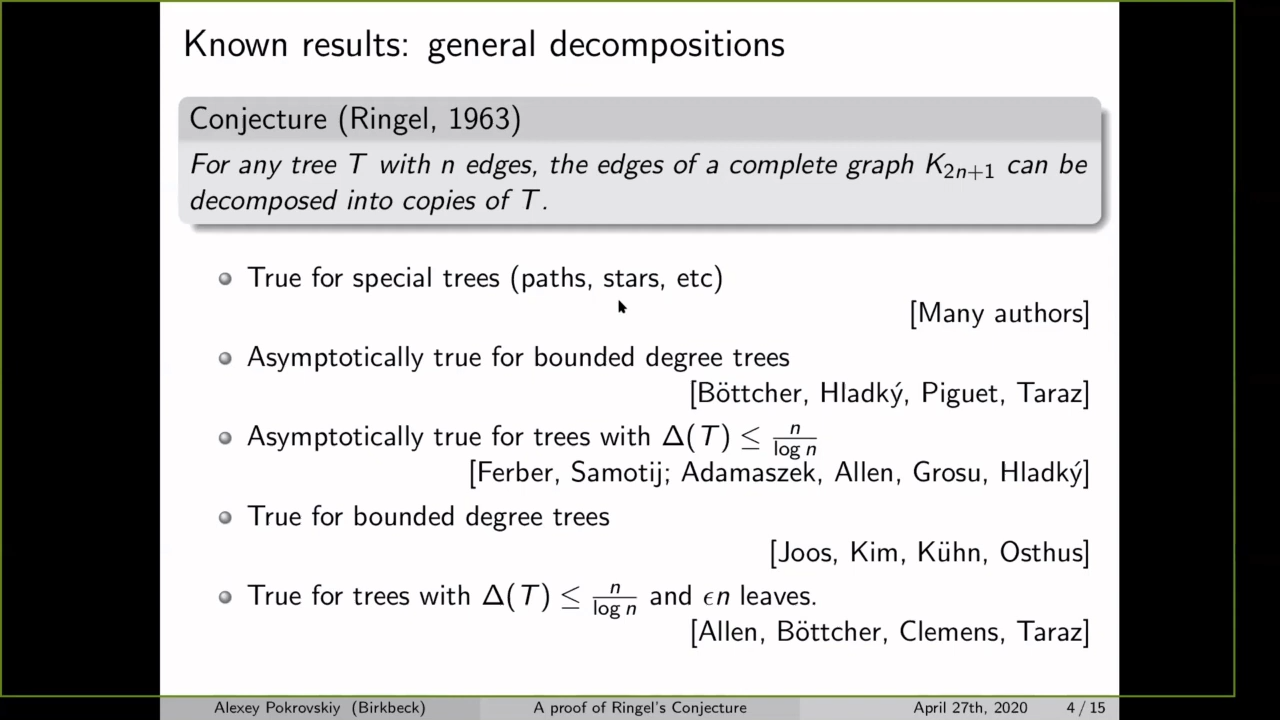 Known results: general decompositions
Conjecture (Ringel, 1963)
For any tree T with n edges, the edges of a complete graph K₂ₙ₊₁ can be
decomposed into copies of T.
True for special trees (paths, stars, etc)
[Many authors]
Asymptotically true for bounded degree trees
[Böttcher, Hladký, Piguet, Taraz]
Asymptotically true for trees with Δ(T) ≤ n/log n
[Ferber, Samotij; Adamaszek, Allen, Grosu, Hladký]
True for bounded degree trees
[Joos, Kim, Kühn, Osthus]
True for trees with Δ(T) ≤ n/log n and ϵn leaves.
[Allen, Böttcher, Clemens, Taraz]
Alexey Pokrovskiy (Birkbeck) A proof of Ringel's Conjecture April 27th, 2020 4 / 15